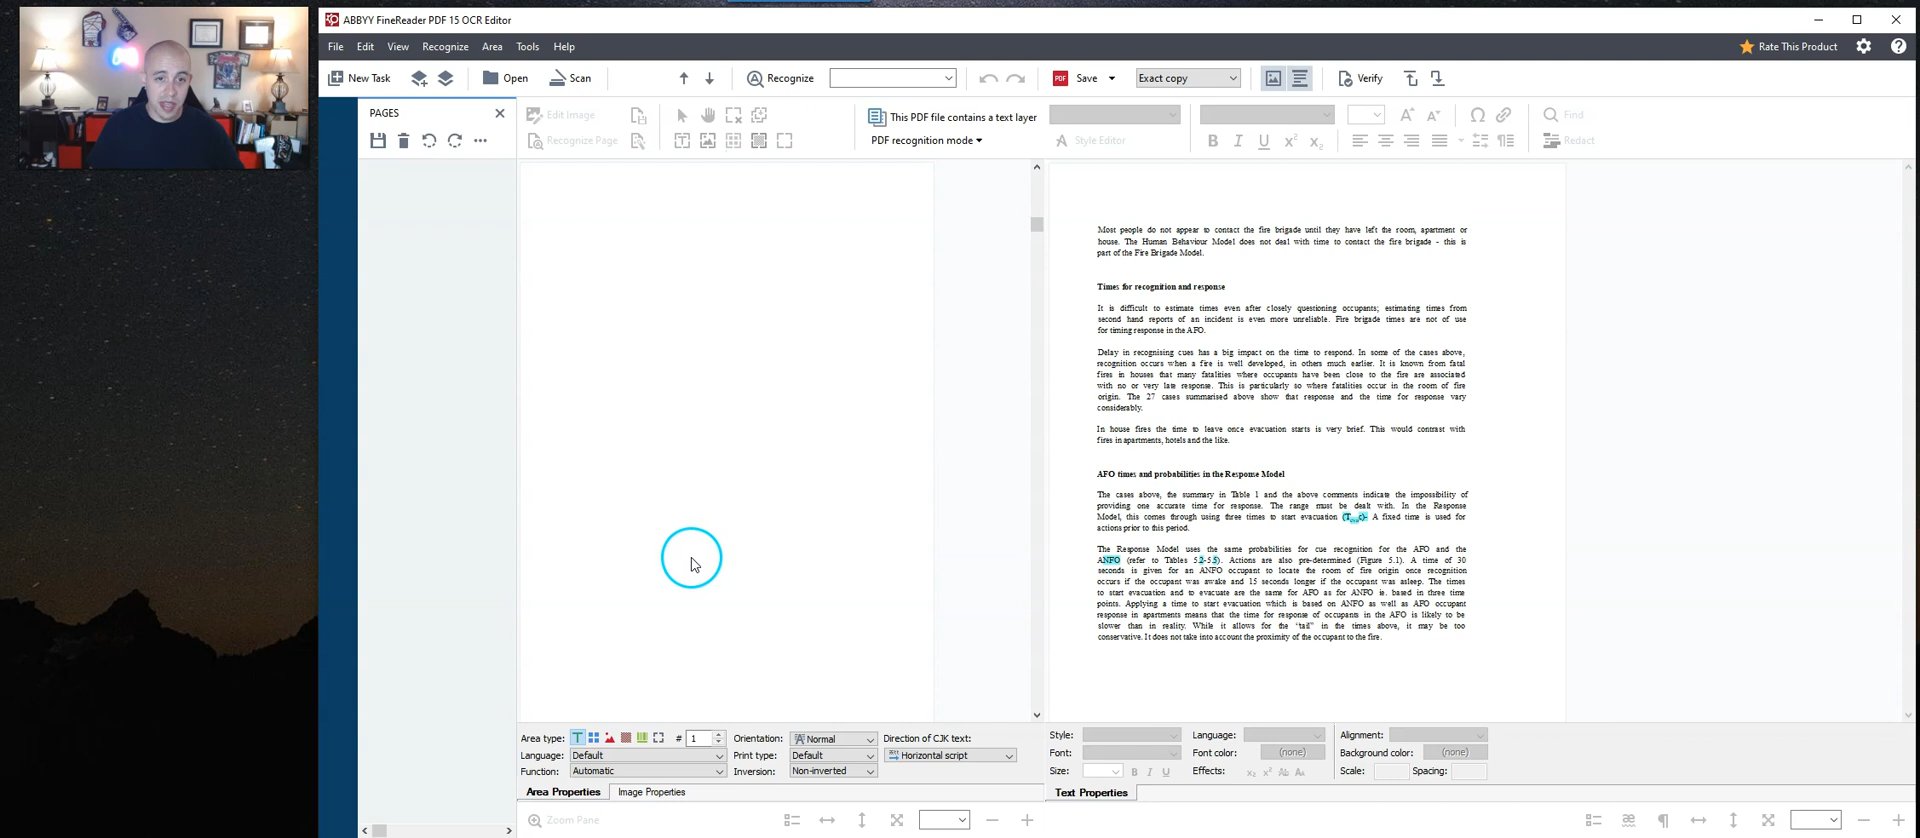 ABBYY FineReader PDF 15 OCR Editor
File Edit View Recognize Area Tools Help Rate This Product
New Task Open Scan Recognize PDF Save Exact copy Verify
PAGES
Edit Image
Recognize Page
This PDF file contains a text layer
PDF recognition mode
Style Editor
Find
Redact
Most people do not appear to contact the fire brigade until they have left the room, apartment or
house. The Human Behaviour Model does not deal with time to contact the fire brigade - this is
part of the Fire Brigade Model.
Times for recognition and response
It is difficult to estimate times even after closely questioning occupants; estimating times from
second hand reports of an incident is even more unreliable. Fire brigade times are not of use
for timing response in the AFO.
Delay in recognising cues has a big impact on the time to respond. In some of the cases above,
recognition occurs when a fire is well developed, in others much earlier. It is known from fatal
fires in houses that many fatalities where occupants have been close to the fire are associated
with no or very late response. This is particularly so where fatalities occur in the room of fire
origin. The 27 cases summarised above show that response and the time for response vary
considerably.
In house fires the time to leave once evacuation starts is very brief. This would contrast with
fires in apartments, hotels and the like.
AFO times and probabilities in the Response Model
The cases above, the summary in Table 1 and the above comments indicate the impossibility of
providing one accurate time for response. The range must be dealt with. In the Response
Model, this comes through using three times to start evacuation A fixed time is used for
actions prior to this period.
The Response Model uses the same probabilities for cue recognition for the AFO and the
ANFO (refer to Tables 5.2-5.5). Actions are also pre-determined (Figure 5.1). A time of 30
seconds is given for an ANFO occupant to locate the room of fire origin once recognition
occurs if the occupant was awake and 15 seconds longer if the occupant was asleep. The times
to start evacuation and to evacuate are the same for AFO as for ANFO ie. based in three time
points. Applying a time to start evacuation which is based on ANFO as well as AFO occupant
response in apartments means that the time for response of occupants in the AFO is likely to be
slower than in reality. While it allows for the "tail" in the times above, it may be too
conservative. It does not take into account the proximity of the occupant to the fire.
Area type: # 1 Orientation: Normal Direction of CJK text:
Language: Default Print type: Default Horizontal script
Function: Automatic Inversion: Non-inverted
Area Properties Image Properties
Style: Language: Alignment:
Font: Font color: (none) Background color: (none)
Size: B I U Effects: Scale: Spacing:
Text Properties
Zoom Pane